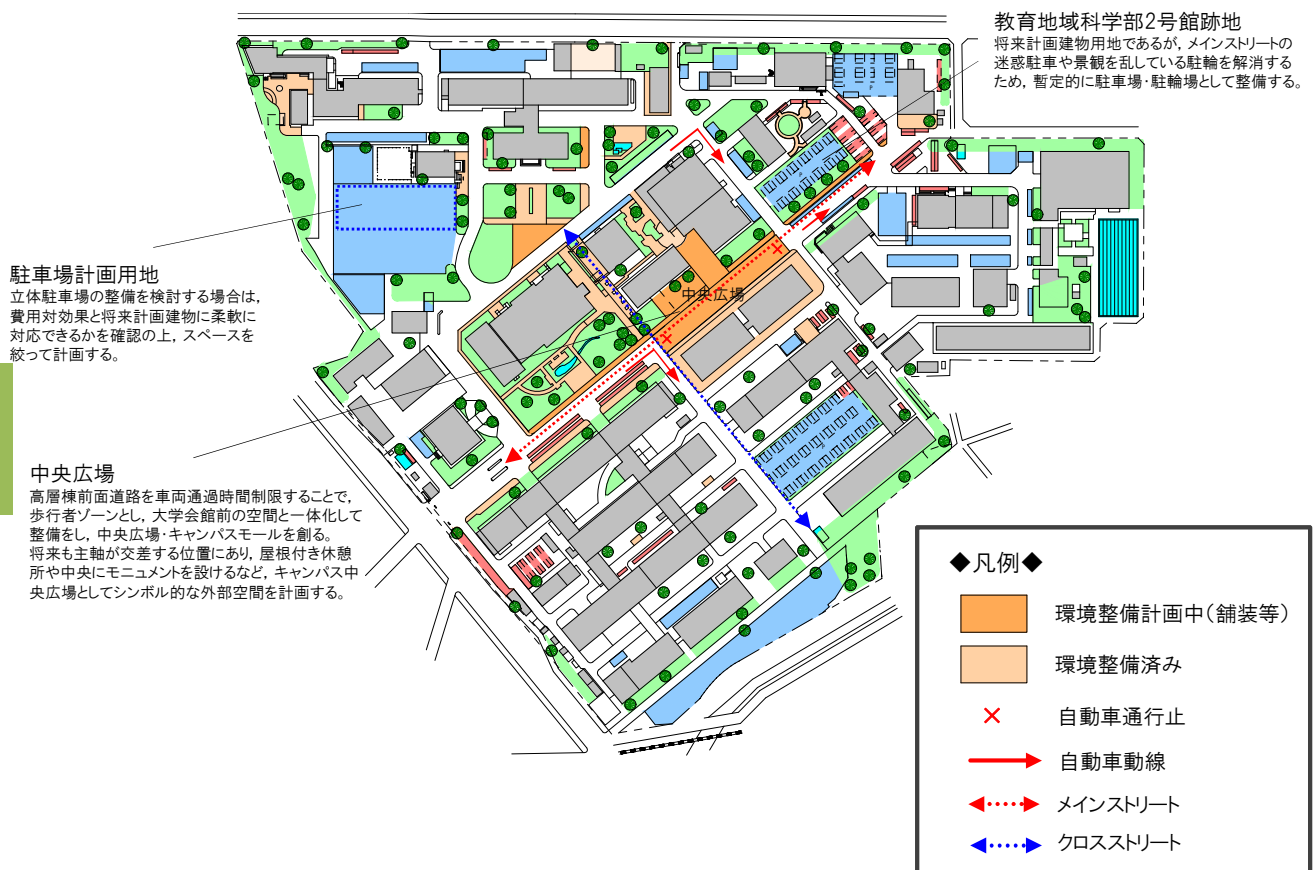 教育地域科学部2号館跡地
将来計画建物用地であるが，メインストリートの
迷惑駐車や景観を乱している駐輪を解消する
ため，暫定的に駐車場・駐輪場として整備する。
駐車場計画用地
立体駐車場の整備を検討する場合は，
費用対効果と将来計画建物に柔軟に
対応できるかを確認の上，スペースを
絞って計画する。
中央広場
中央広場
高層棟前面道路を車両通過時間制限することで，
歩行者ゾーンとし，大学会館前の空間と一体化して
整備をし，中央広場・キャンパスモールを創る。
将来も主軸が交差する位置にあり，屋根付き休憩
所や中央にモニュメントを設けるなど，キャンパス中
央広場としてシンボル的な外部空間を計画する。
◆凡例◆
環境整備計画中（舗装等）
環境整備済み
自動車通行止
自動車動線
メインストリート
クロスストリート